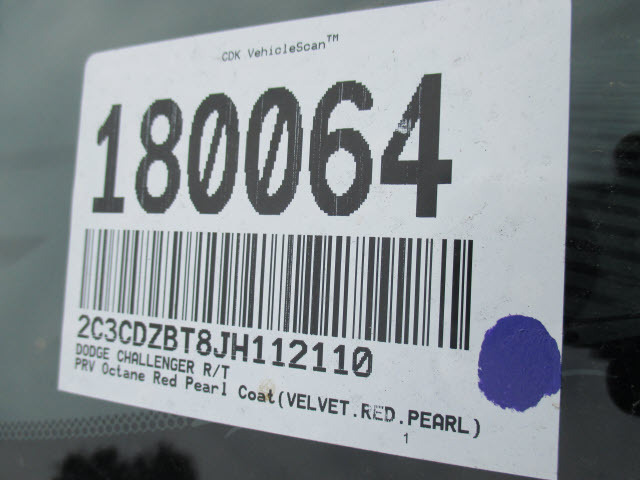 CDK VehicleScan™
180064
2C3CDZBT8JH112110
DODGE CHALLENGER R/T
PRV Octane Red Pearl Coat(VELVET.RED.PEARL)
1